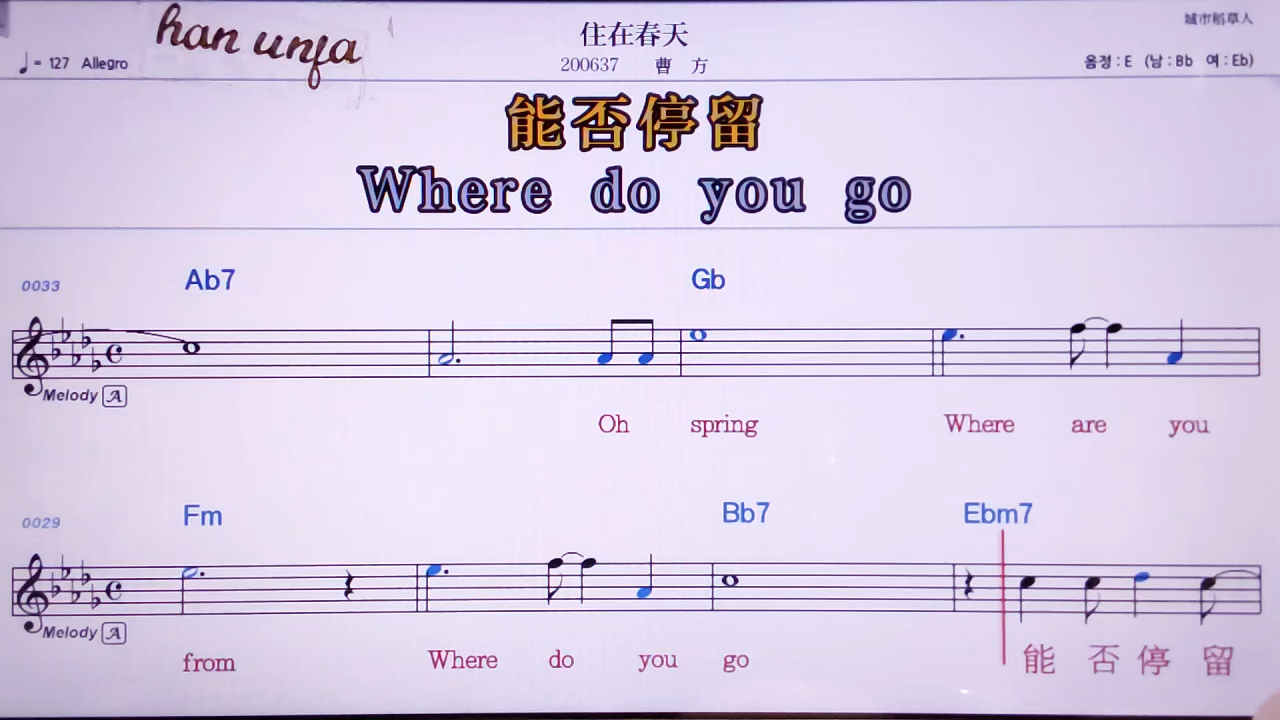 han unfa
城市稻草人
住在春天
♩= 127 Allegro
200637 曹 方
음정 : E (남 : Bb 여 : Eb)
能否停留
Where do you go
0033 Ab7 Gb
Melody A
Oh spring Where are you
0029 Fm Bb7 Ebm7
Melody A
from Where do you go 能 否 停 留